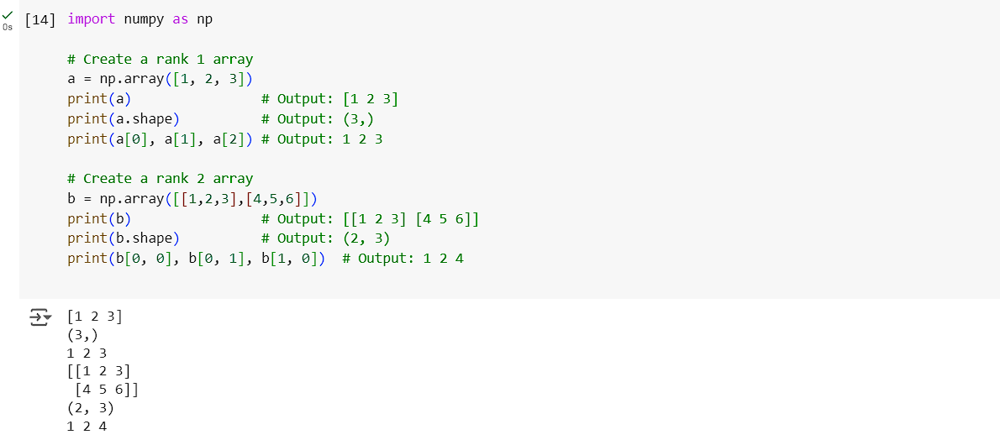 [14] import numpy as np
0s
# Create a rank 1 array
a = np.array([1, 2, 3])
print(a)                # Output: [1 2 3]
print(a.shape)          # Output: (3,)
print(a[0], a[1], a[2]) # Output: 1 2 3
# Create a rank 2 array
b = np.array([[1,2,3],[4,5,6]])
print(b)                # Output: [[1 2 3] [4 5 6]]
print(b.shape)          # Output: (2, 3)
print(b[0, 0], b[0, 1], b[1, 0])  # Output: 1 2 4
[1 2 3]
(3,)
1 2 3
[[1 2 3]
 [4 5 6]]
(2, 3)
1 2 4